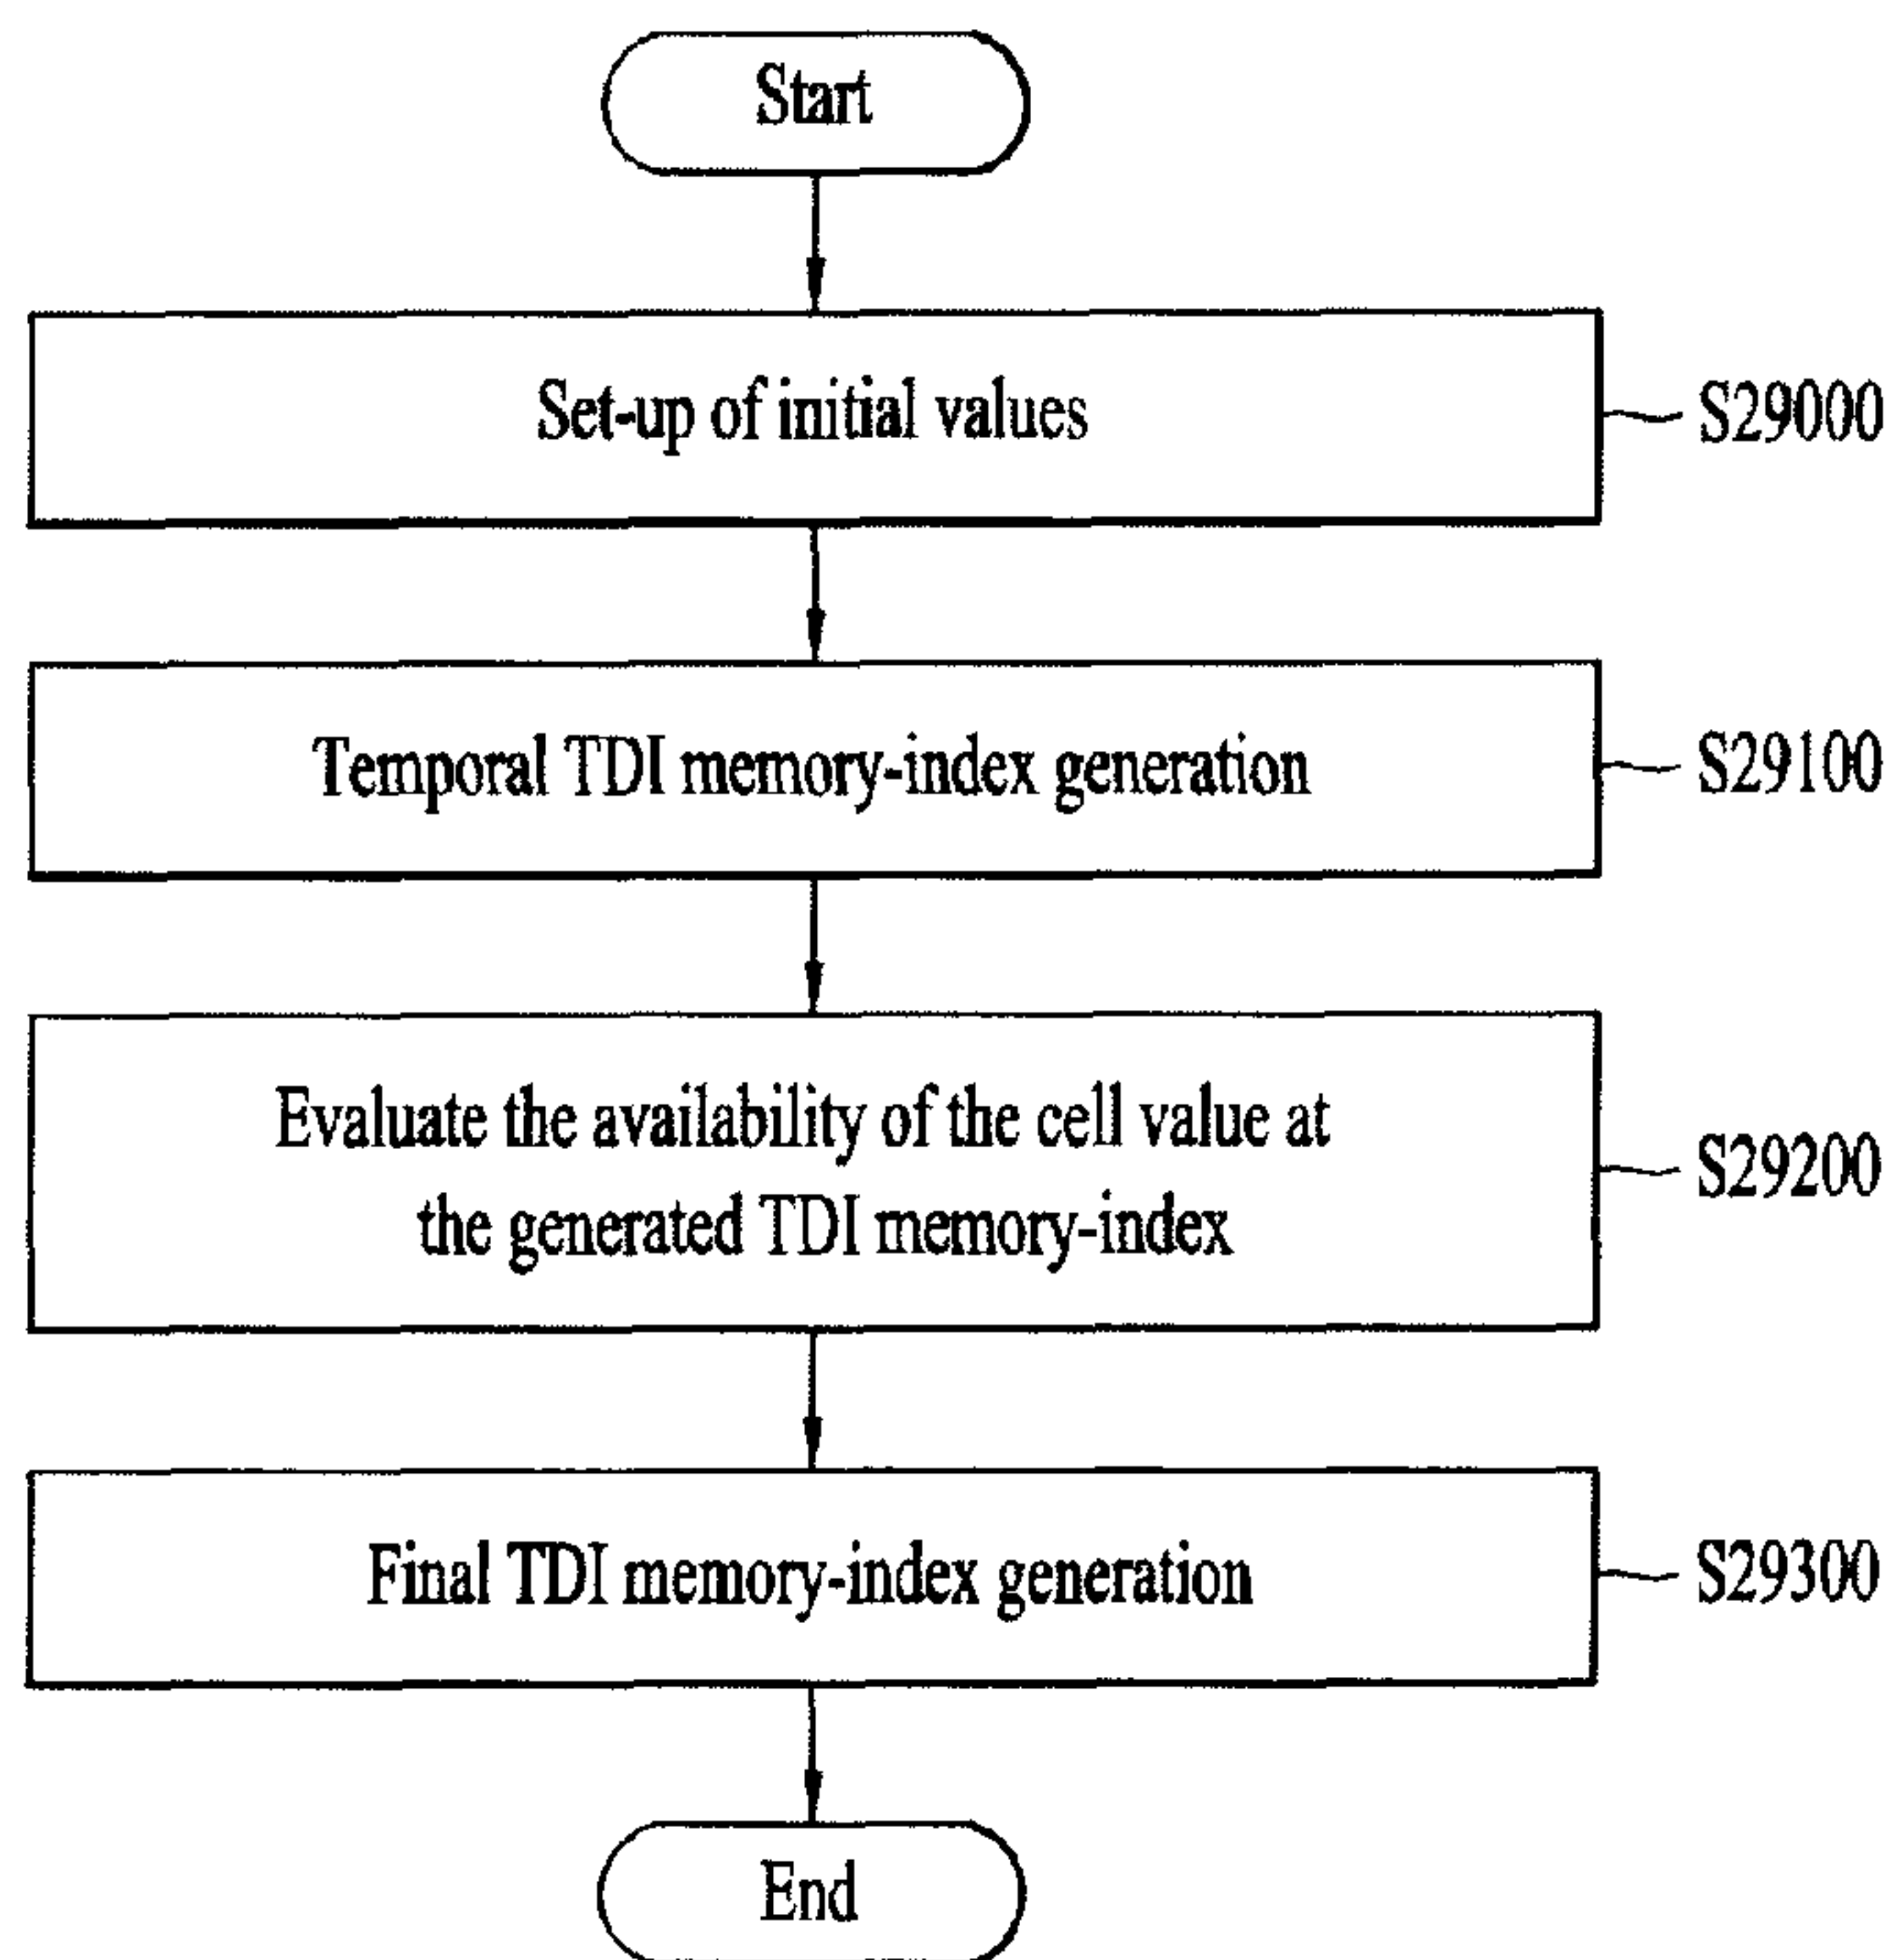 Start
Set-up of initial values
S29000
Temporal TDI memory-index generation
S29100
Evaluate the availability of the cell value at
the generated TDI memory-index
S29200
Final TDI memory-index generation
S29300
End